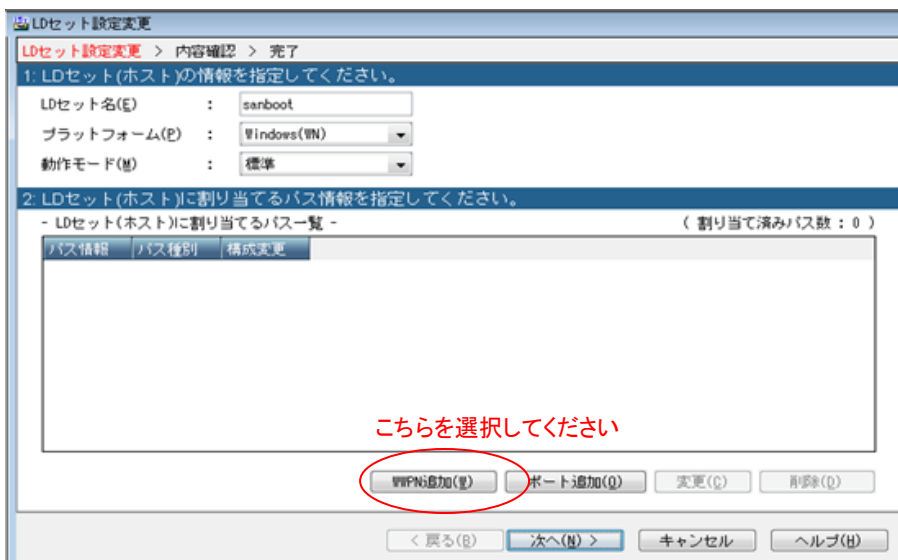 LDセット設定変更
LDセット設定変更 > 内容確認 > 完了
1: LDセット(ホスト)の情報を指定してください。
LDセット名(E) : sanboot
プラットフォーム(P) : Windows(WN)
動作モード(M) : 標準
2: LDセット(ホスト)に割り当てるパス情報を指定してください。
- LDセット(ホスト)に割り当てるパス一覧 - ( 割り当て済みパス数 : 0 )
パス情報 パス種別 構成変更
こちらを選択してください
WWPN追加(W) ポート追加(O) 変更(C) 削除(D)
< 戻る(B) 次へ(N) > キャンセル ヘルプ(H)